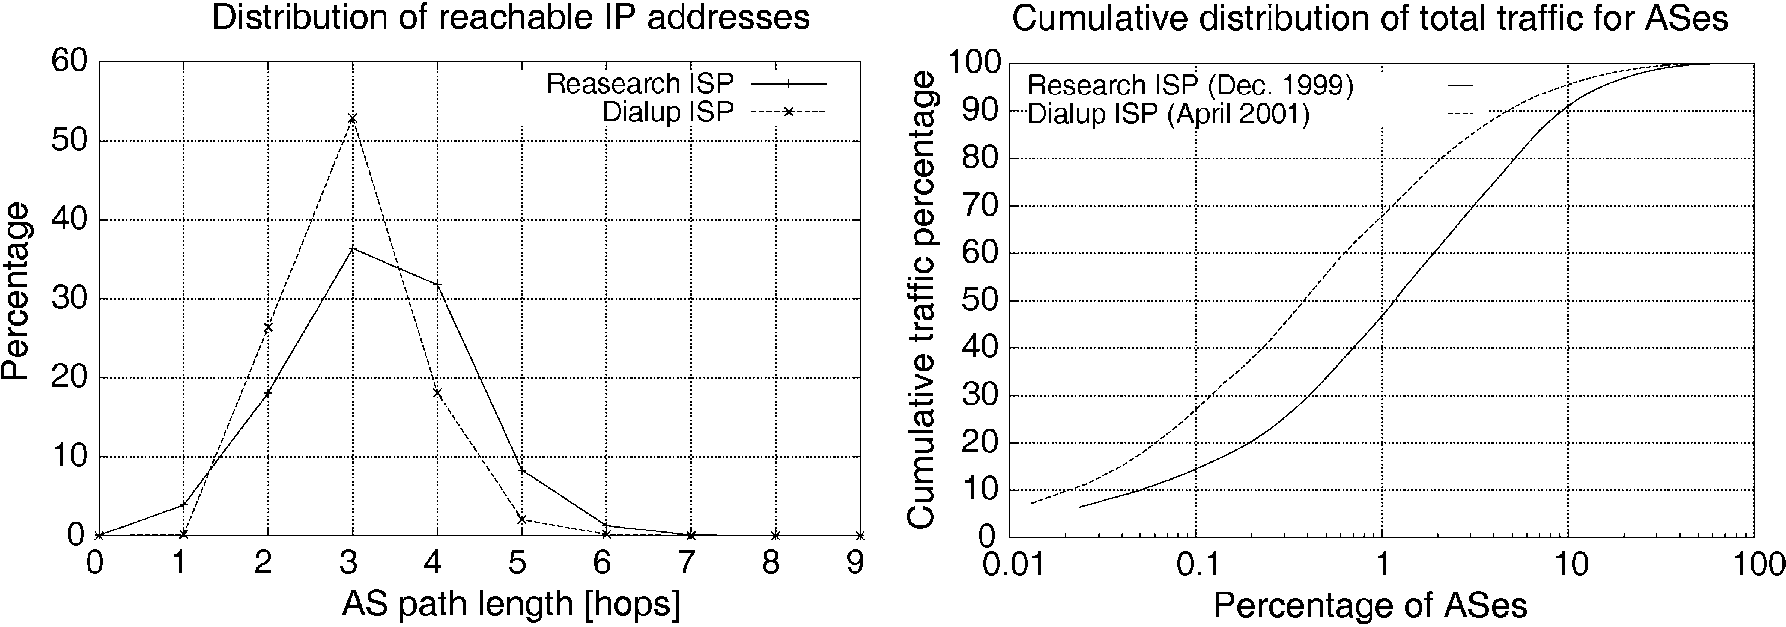 Distribution of reachable IP addresses
Percentage
60
50
40
30
20
10
0
Reasearch ISP
Dialup ISP
0 1 2 3 4 5 6 7 8 9
AS path length [hops]
Cumulative distribution of total traffic for ASes
Cumulative traffic percentage
100
90
80
70
60
50
40
30
20
10
0
Research ISP (Dec. 1999)
Dialup ISP (April 2001)
0.01 0.1 1 10 100
Percentage of ASes